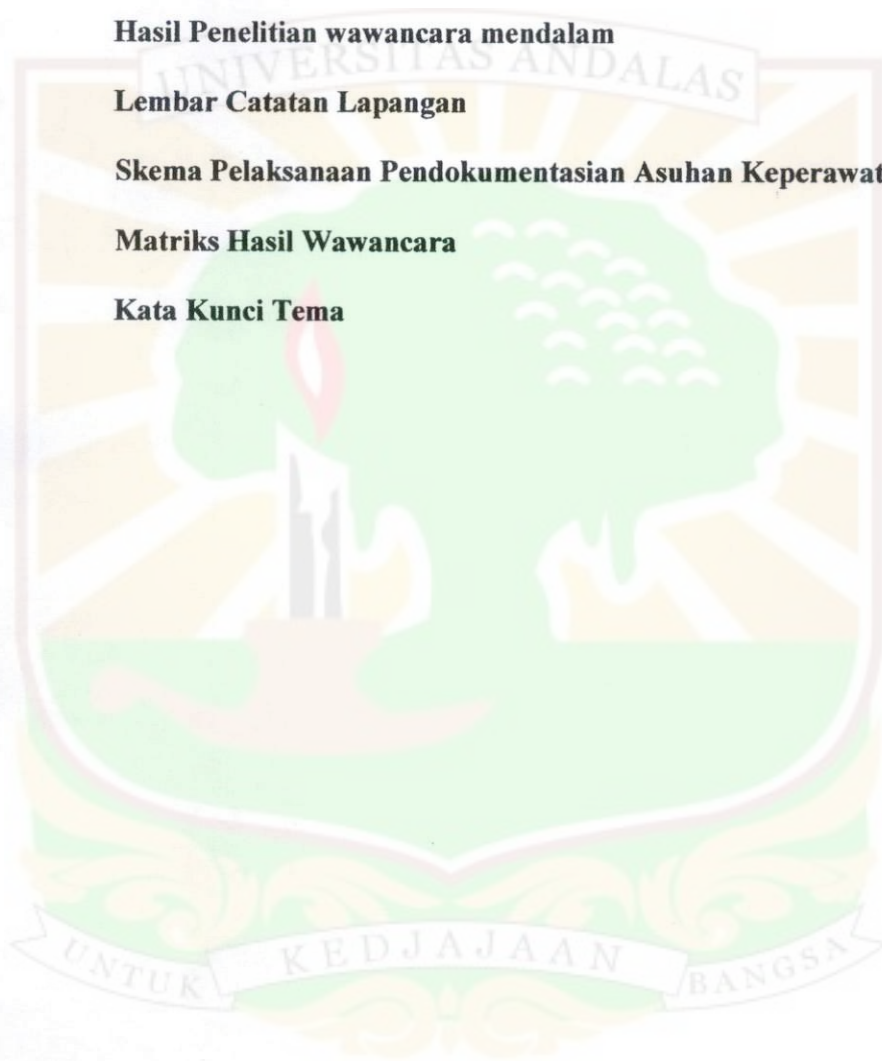 Hasil Penelitian wawancara mendalam
UNIVERSITAS ANDALAS
Lembar Catatan Lapangan
Skema Pelaksanaan Pendokumentasian Asuhan Keperawat
Matriks Hasil Wawancara
Kata Kunci Tema
UNTUK KEDJAJAAN BANGSA